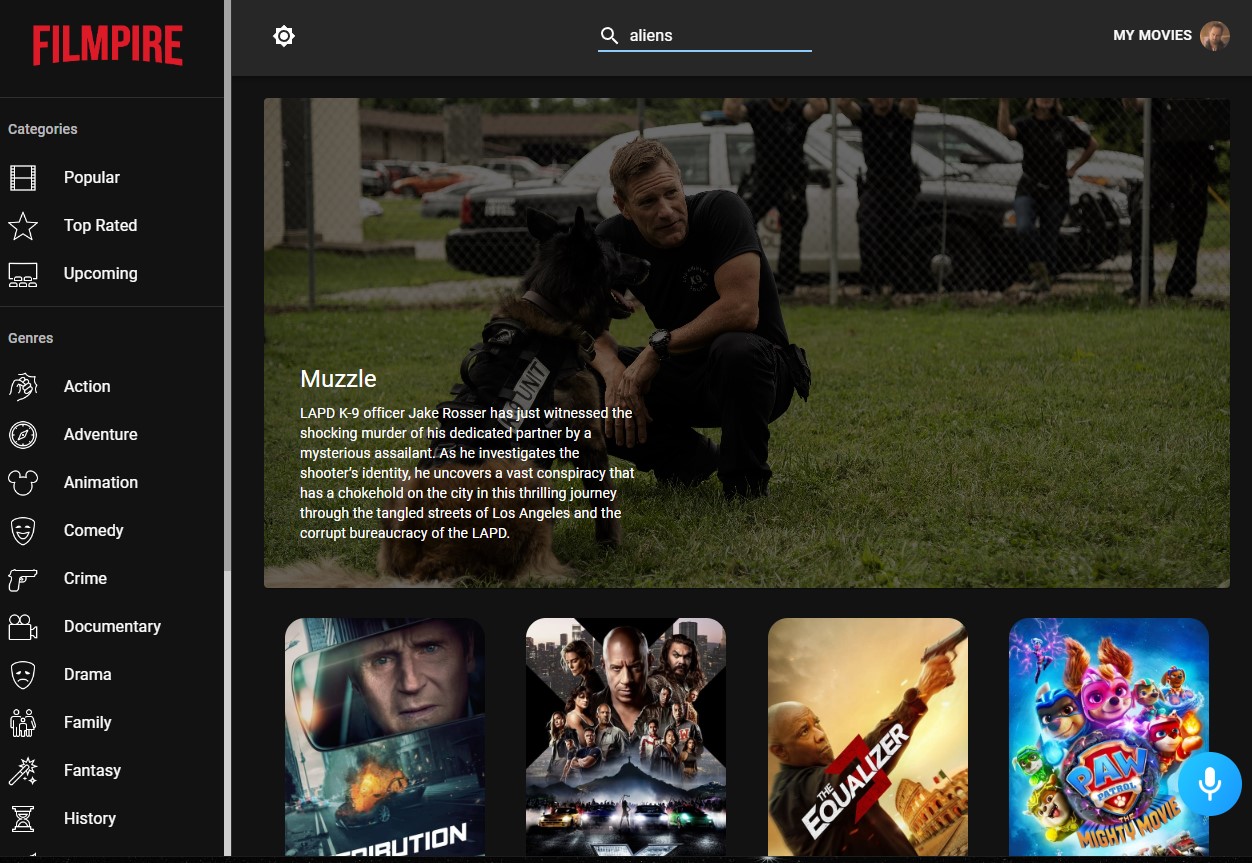 FILMPIRE
aliens
MY MOVIES
Categories
Popular
Top Rated
Upcoming
Genres
Action
Adventure
Animation
Comedy
Crime
Documentary
Drama
Family
Fantasy
History
UNIT
Muzzle
LAPD K-9 officer Jake Rosser has just witnessed the
shocking murder of his dedicated partner by a
mysterious assailant. As he investigates the
shooter's identity, he uncovers a vast conspiracy that
has a chokehold on the city in this thrilling journey
through the tangled streets of Los Angeles and the
corrupt bureaucracy of the LAPD.
THE
EQUALIZER
3
PAW
PATROL
THE
MIGHTY MOVIE